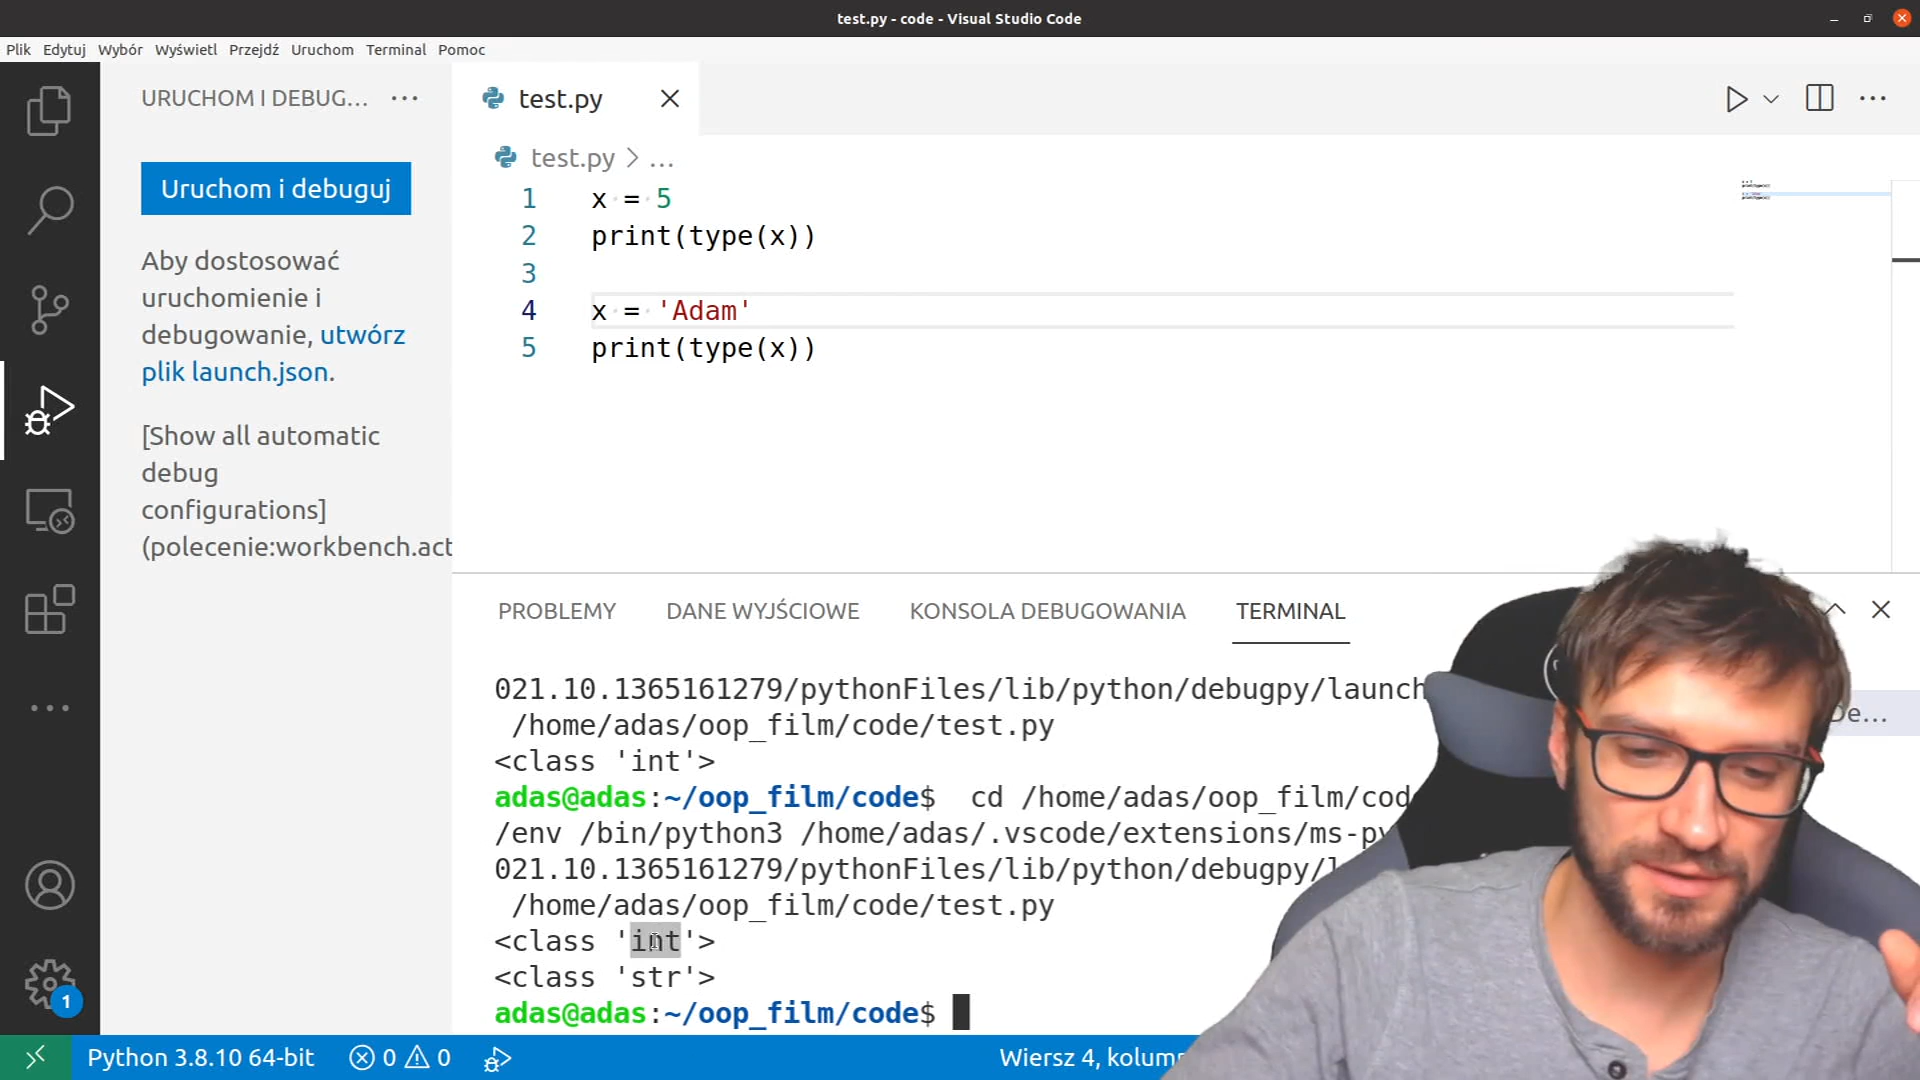 test.py - code - Visual Studio Code
Plik Edytuj Wybór Wyświetl Przejdź Uruchom Terminal Pomoc
URUCHOM I DEBUG... ...
Uruchom i debuguj
Aby dostosować
uruchomienie i
debugowanie, utwórz
plik launch.json.
[Show all automatic
debug
configurations]
(polecenie:workbench.act
test.py
test.py > ...
1 x = 5
2 print(type(x))
3
4 x = 'Adam'
5 print(type(x))
PROBLEMY DANE WYJŚCIOWE KONSOLA DEBUGOWANIA TERMINAL
021.10.1365161279/pythonFiles/lib/python/debugpy/launch
/home/adas/oop_film/code/test.py
<class 'int'>
adas@adas:~/oop_film/code$ cd /home/adas/oop_film/code
/env /bin/python3 /home/adas/.vscode/extensions/ms-py
021.10.1365161279/pythonFiles/lib/python/debugpy/l
/home/adas/oop_film/code/test.py
<class 'int'>
<class 'str'>
adas@adas:~/oop_film/code$
De...
1
Python 3.8.10 64-bit 0 0 Wiersz 4, kolum